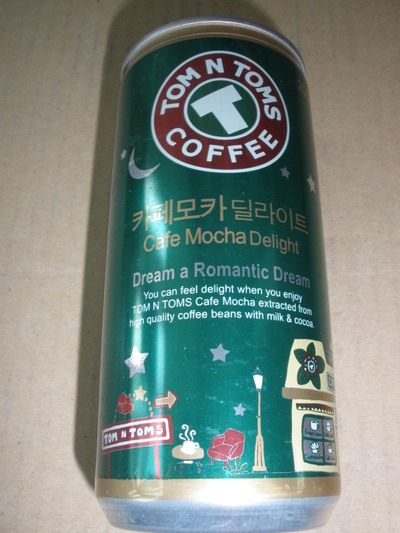 TOM N TOMS
COFFEE
T
카페모카 딜라이트
Cafe Mocha Delight
Dream a Romantic Dream
You can feel delight when you enjoy
TOM N TOMS Cafe Mocha extracted from
high quality coffee beans with milk & cocoa.
TOM N TOMS